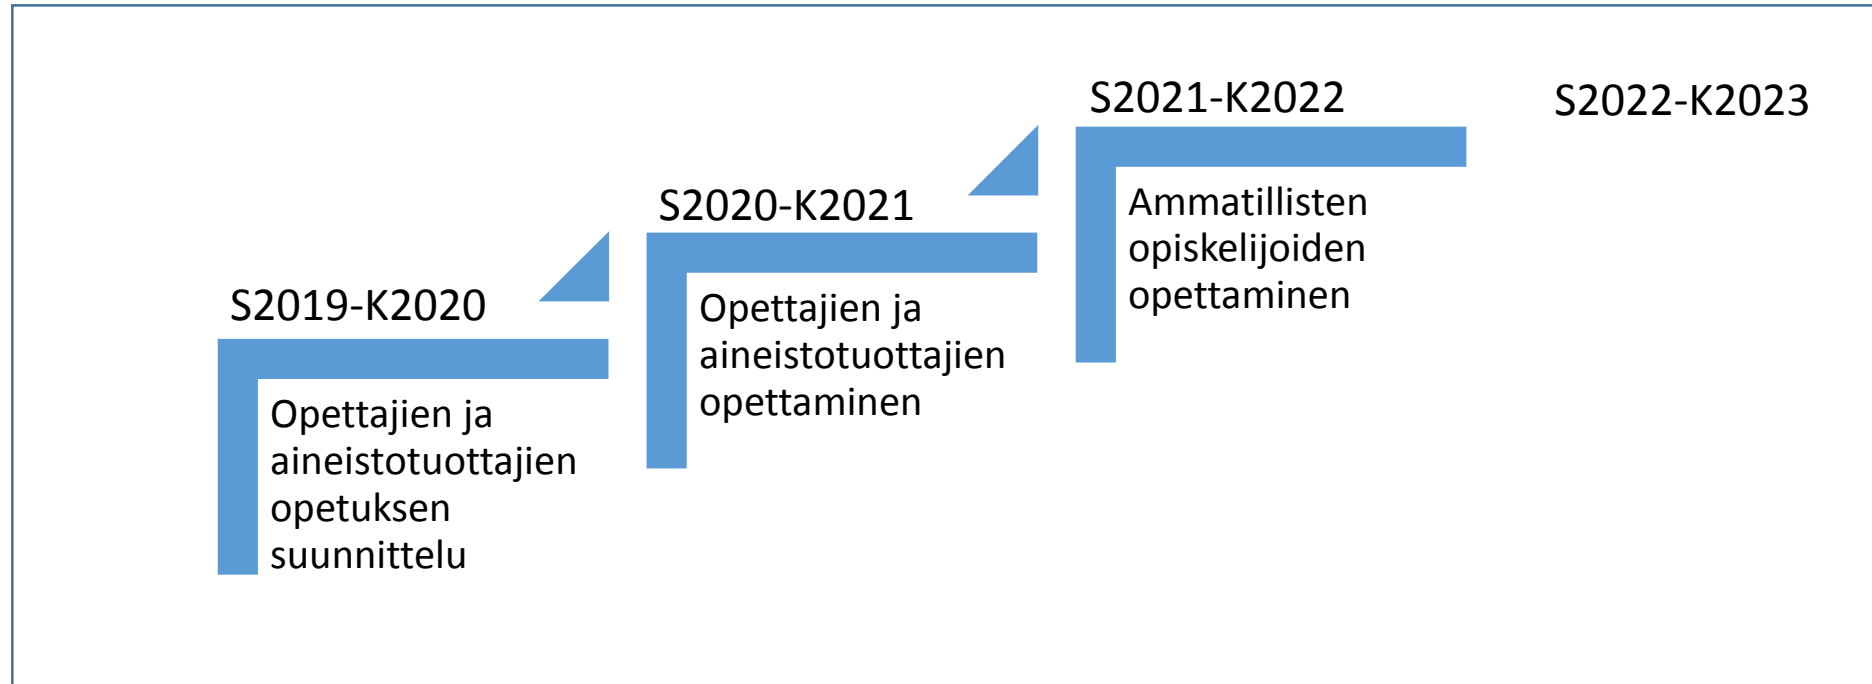 S2019-K2020
Opettajien ja
aineistotuottajien
opetuksen
suunnittelu
S2020-K2021
Opettajien ja
aineistotuottajien
opettaminen
S2021-K2022
Ammatillisten
opiskelijoiden
opettaminen
S2022-K2023